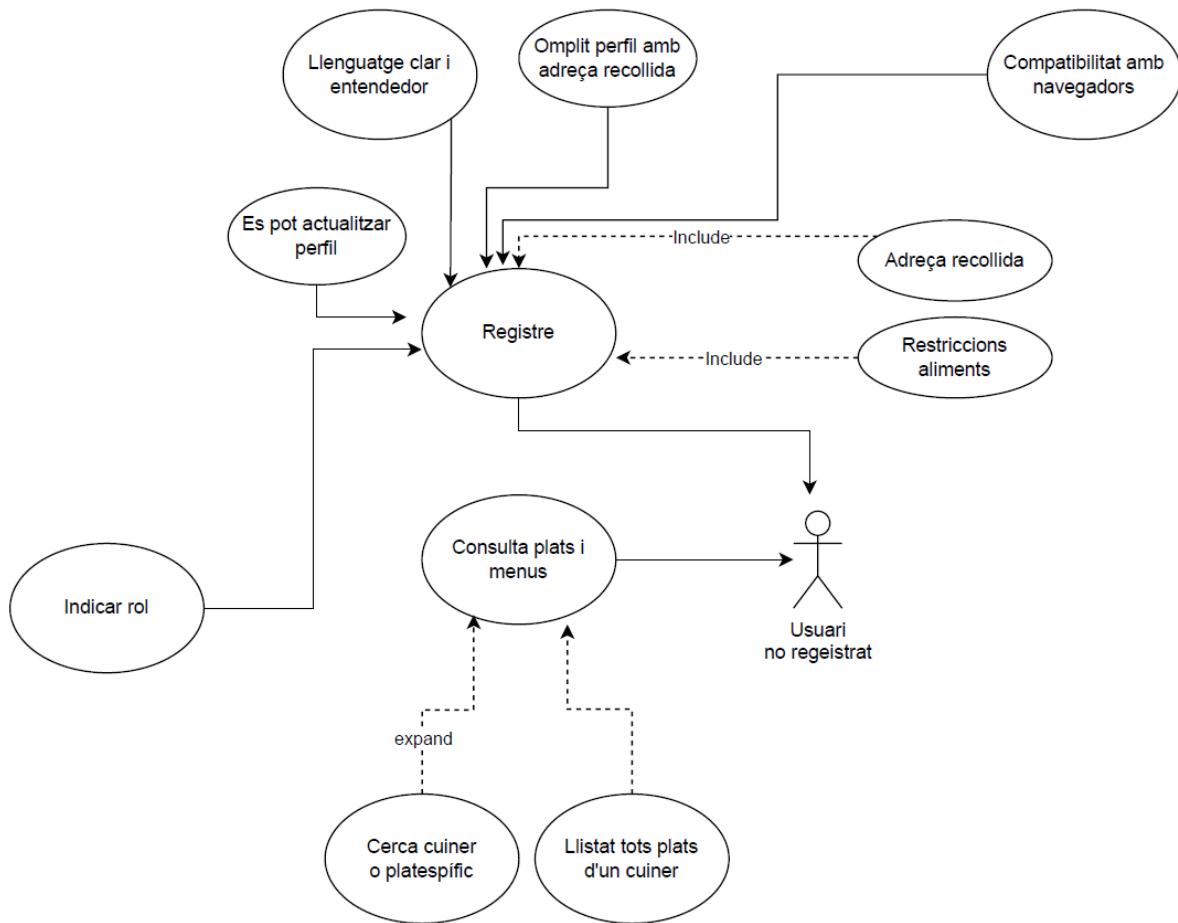 Llenguatge clar i
entendedor
Omplit perfil amb
adreça recollida
Compatibilitat amb
navegadors
Es pot actualitzar
perfil
Include
Adreça recollida
Registre
Include
Restriccions
aliments
Consulta plats i
menus
Indicar rol
Usuari
no regeistrat
expand
Cerca cuiner
o platespífic
Llistat tots plats
d'un cuiner